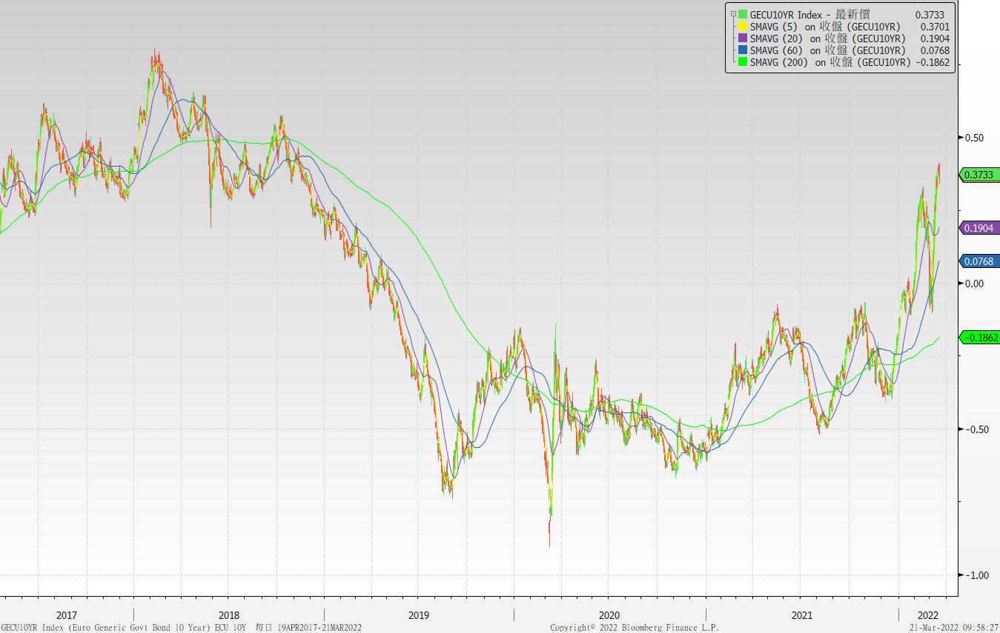 GECU10YR Index - 最新價 0.3733
SMAVG (5) on 收盤 (GECU10YR) 0.3701
SMAVG (20) on 收盤 (GECU10YR) 0.1904
SMAVG (60) on 收盤 (GECU10YR) 0.0768
SMAVG (200) on 收盤 (GECU10YR) -0.1862
0.50
0.3733
0.1904
0.0768
0.00
-0.1862
-0.50
-1.00
2017 2018 2019 2020 2021 2022
GECU10YR Index (Euro Generic Govt Bond 10 Year) ECU 10Y 每日 19APR2017-21MAR2022 Copyright© 2022 Bloomberg Finance L.P. 21-Mar-2022 09:58:27